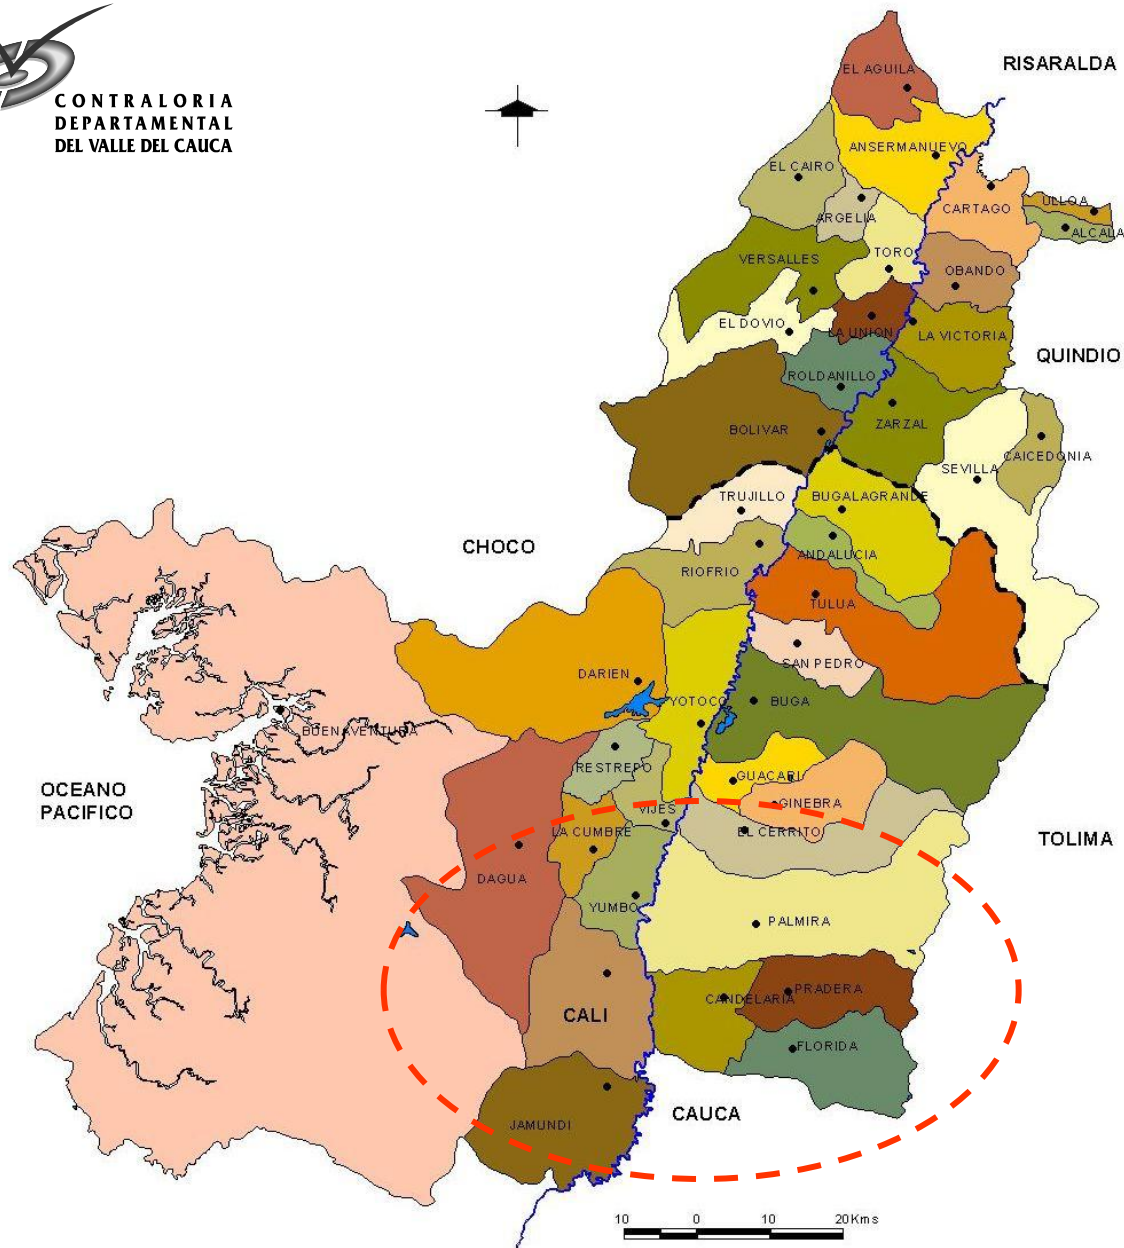 CONTRALORIA
DEPARTAMENTAL
DEL VALLE DEL CAUCA
RISARALDA
EL AGUILA
ANSERMANUEVO
EL CAIRO
ARGELIA
CARTAGO
ULLOA
ALCALA
TORO
VERSALLES
OBANDO
EL DOVIO
LA UNION
LA VICTORIA
QUINDIO
ROLDANILLO
ZARZAL
BOLIVAR
CAICEDONIA
SEVILLA
TRUJILLO
BUGALAGRANDE
CHOCO
ANDALUCIA
RIOFRIO
TULUA
SAN PEDRO
DARIEN
YOTOCO
BUGA
BUENAVENTURA
RESTREPO
GUACARI
OCEANO
PACIFICO
GINEBRA
VIJES
LA CUMBRE
EL CERRITO
TOLIMA
DAGUA
YUMBO
PALMIRA
PRADERA
CANDELARIA
CALI
FLORIDA
CAUCA
JAMUNDI
10 0 10 20Kms